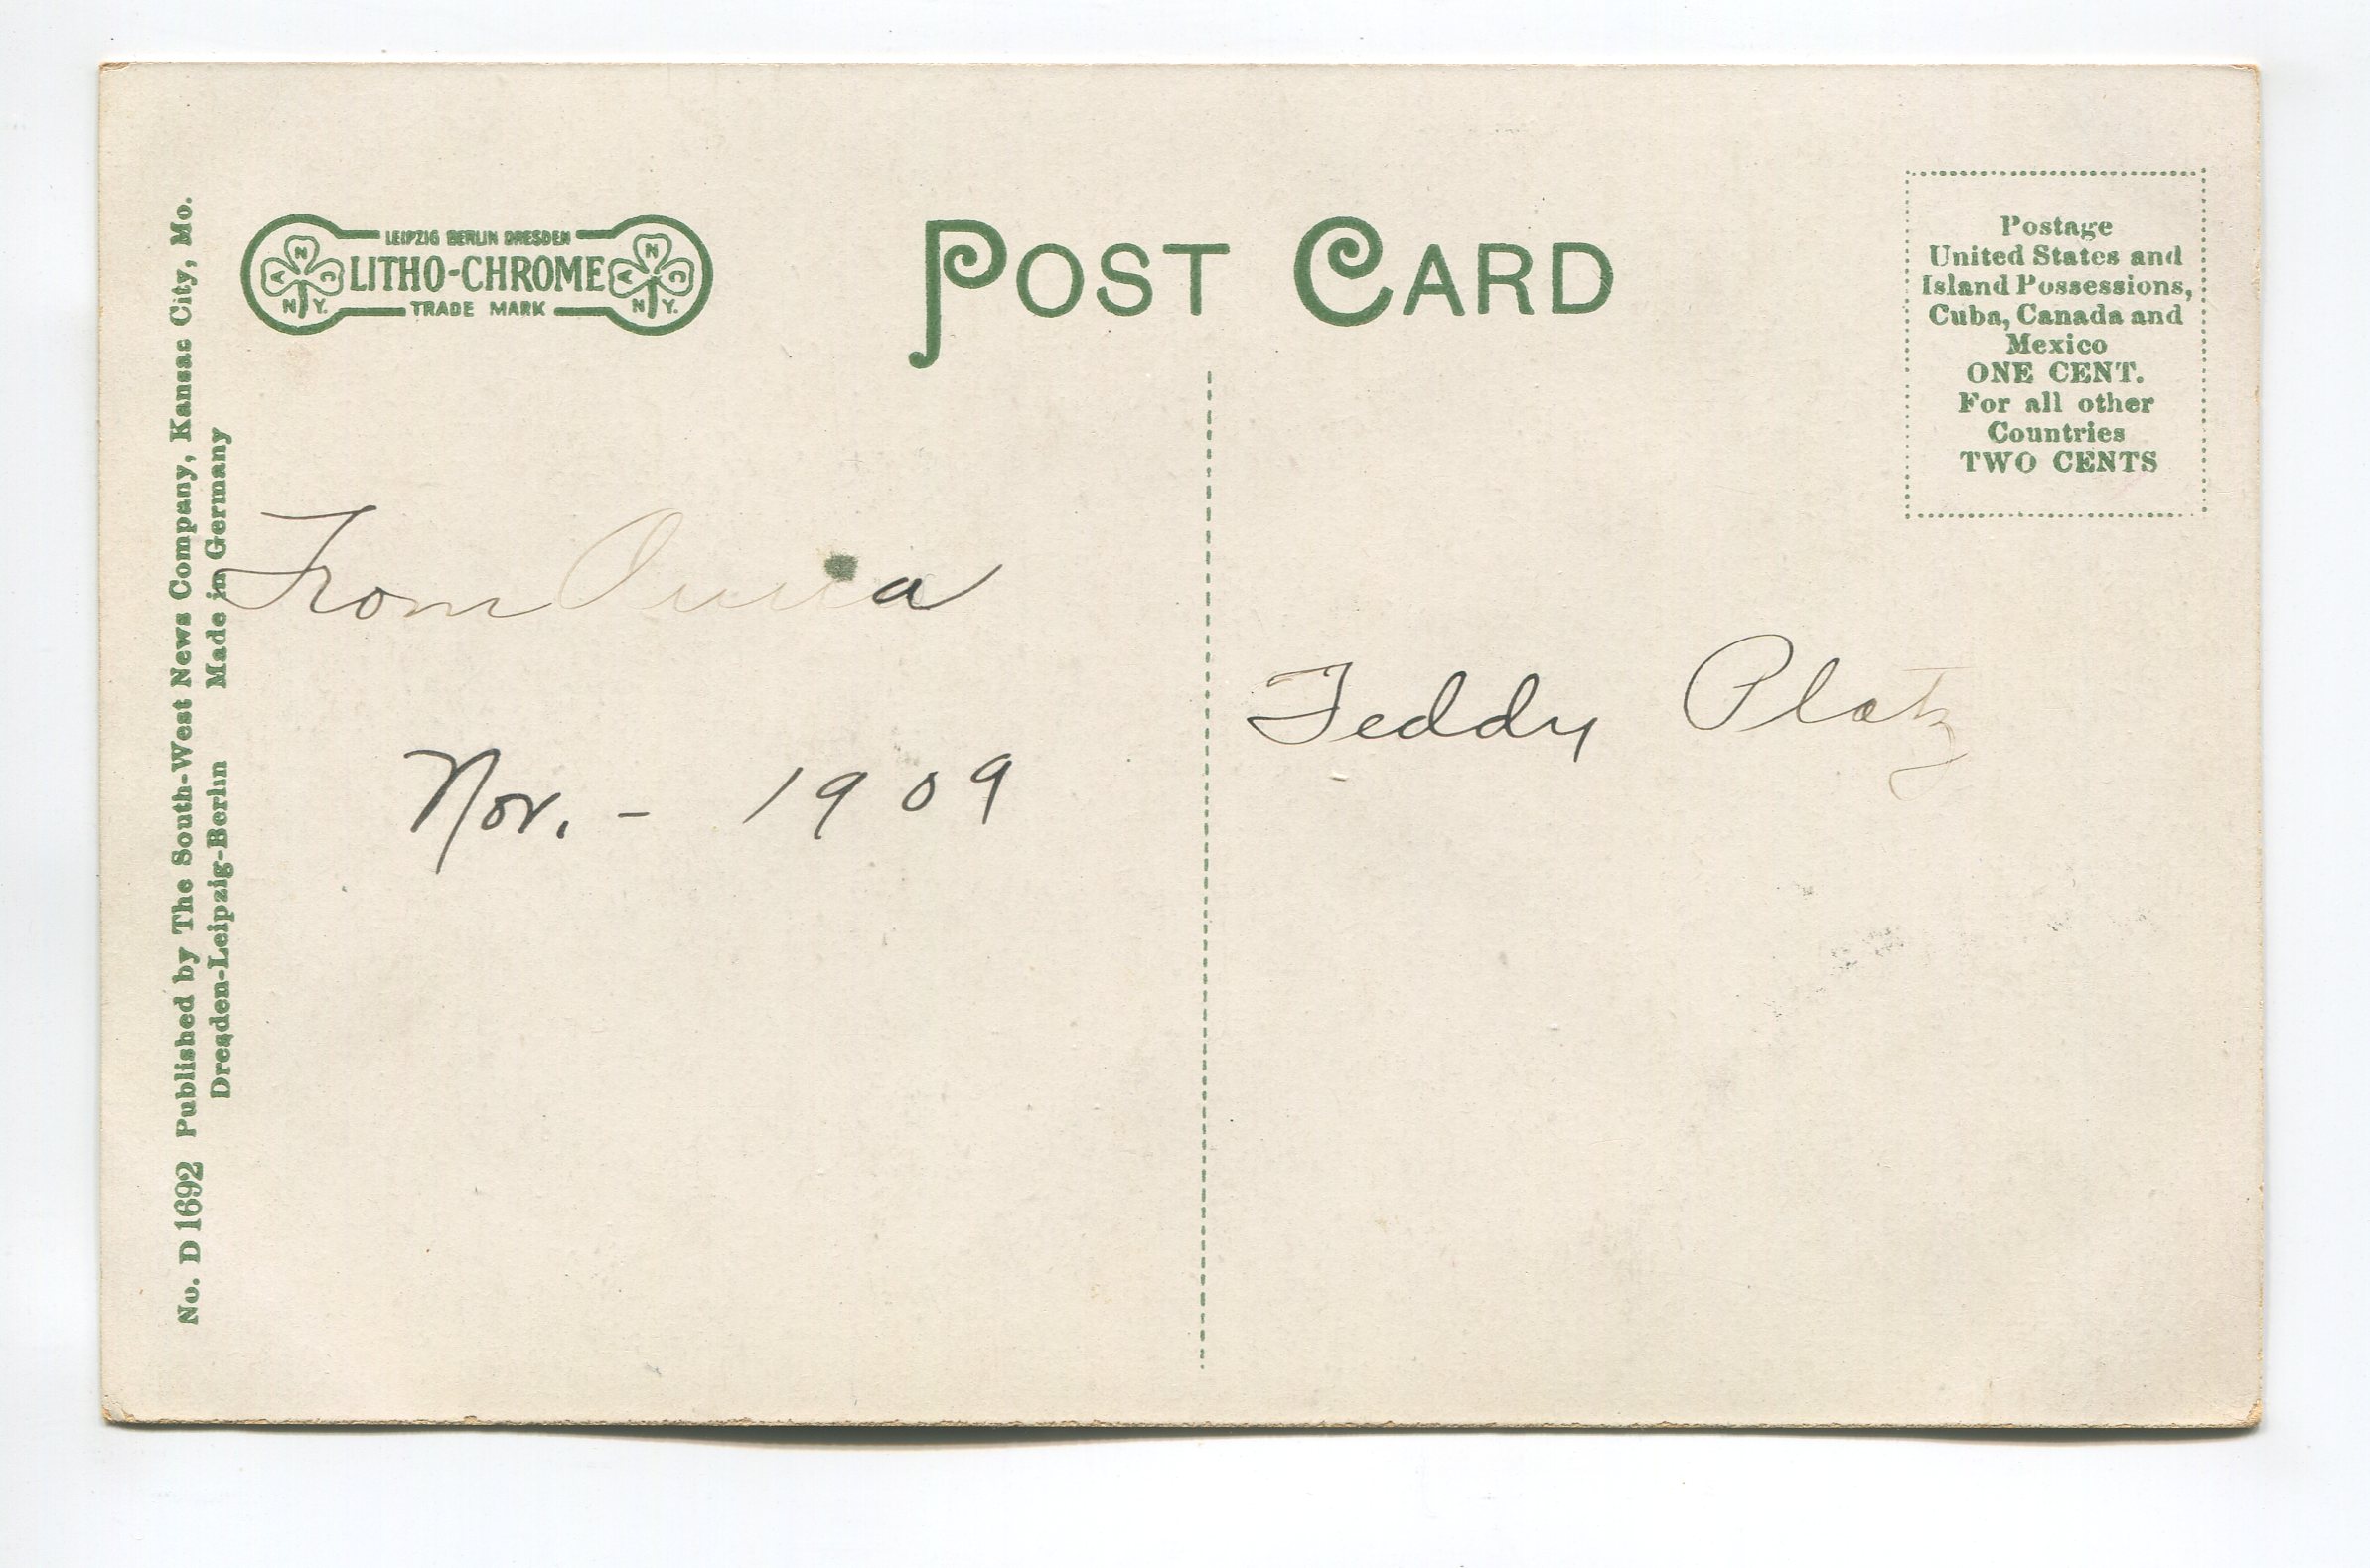 LEIPZIG BERLIN DRESDEN
A N C
LITHO-CHROME
A N C
N.Y.
TRADE MARK
N.Y.
POST CARD
Postage
United States and
Island Possessions,
Cuba, Canada and
Mexico
ONE CENT.
For all other
Countries
TWO CENTS
No. D 1692 Published by The South-West News Company, Kansas City, Mo.
Dresden-Leipzig-Berlin Made in Germany
From
Nov. - 1909
Teddy Platz